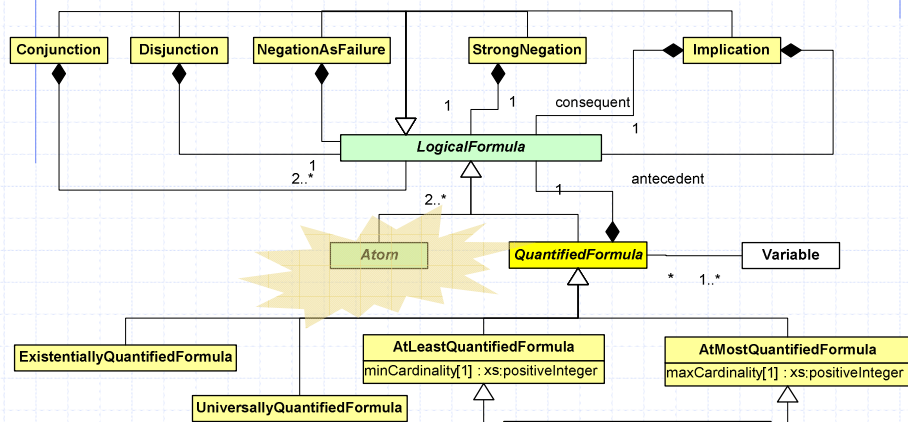 Conjunction
Disjunction
NegationAsFailure
StrongNegation
Implication
1
1
consequent
1
LogicalFormula
1
2..*
antecedent
1
2..*
Atom
QuantifiedFormula
Variable
*
1..*
ExistentiallyQuantifiedFormula
AtLeastQuantifiedFormula
minCardinality[1] : xs:positiveInteger
AtMostQuantifiedFormula
maxCardinality[1] : xs:positiveInteger
UniversallyQuantifiedFormula